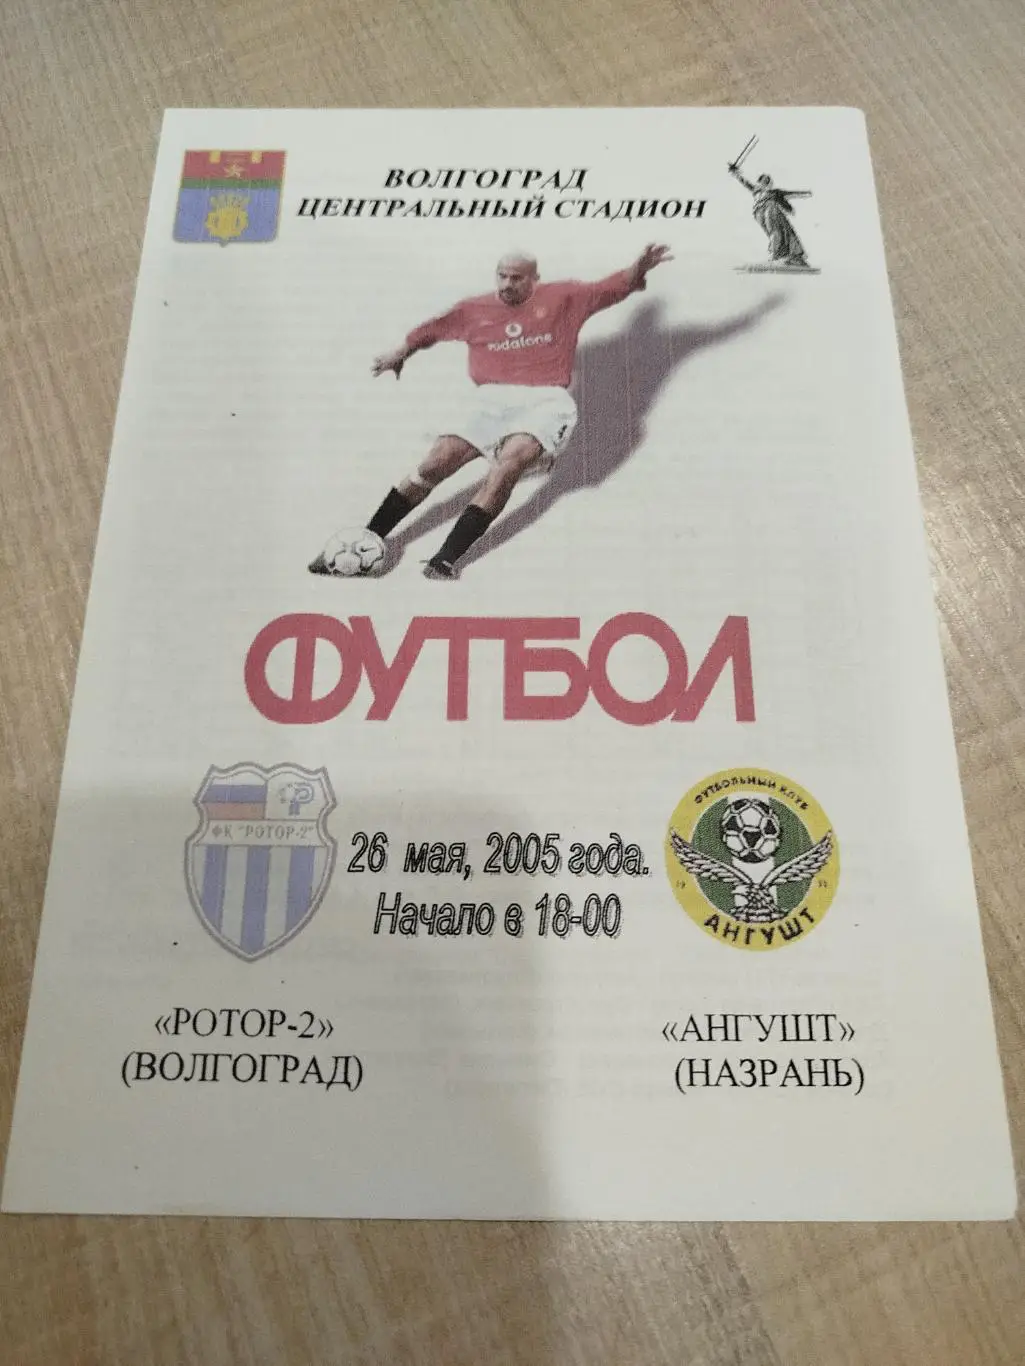 ВОЛГОГРАД
ЦЕНТРАЛЬНЫЙ СТАДИОН
vodafone
ФУТБОЛ
ФК "РОТОР-2"
26 мая, 2005 года.
Начало в 18-00
ФУТБОЛЬНЫЙ КЛУБ
19
АНГУШТ
«РОТОР-2»
(ВОЛГОГРАД)
«АНГУШТ»
(НАЗРАНЬ)